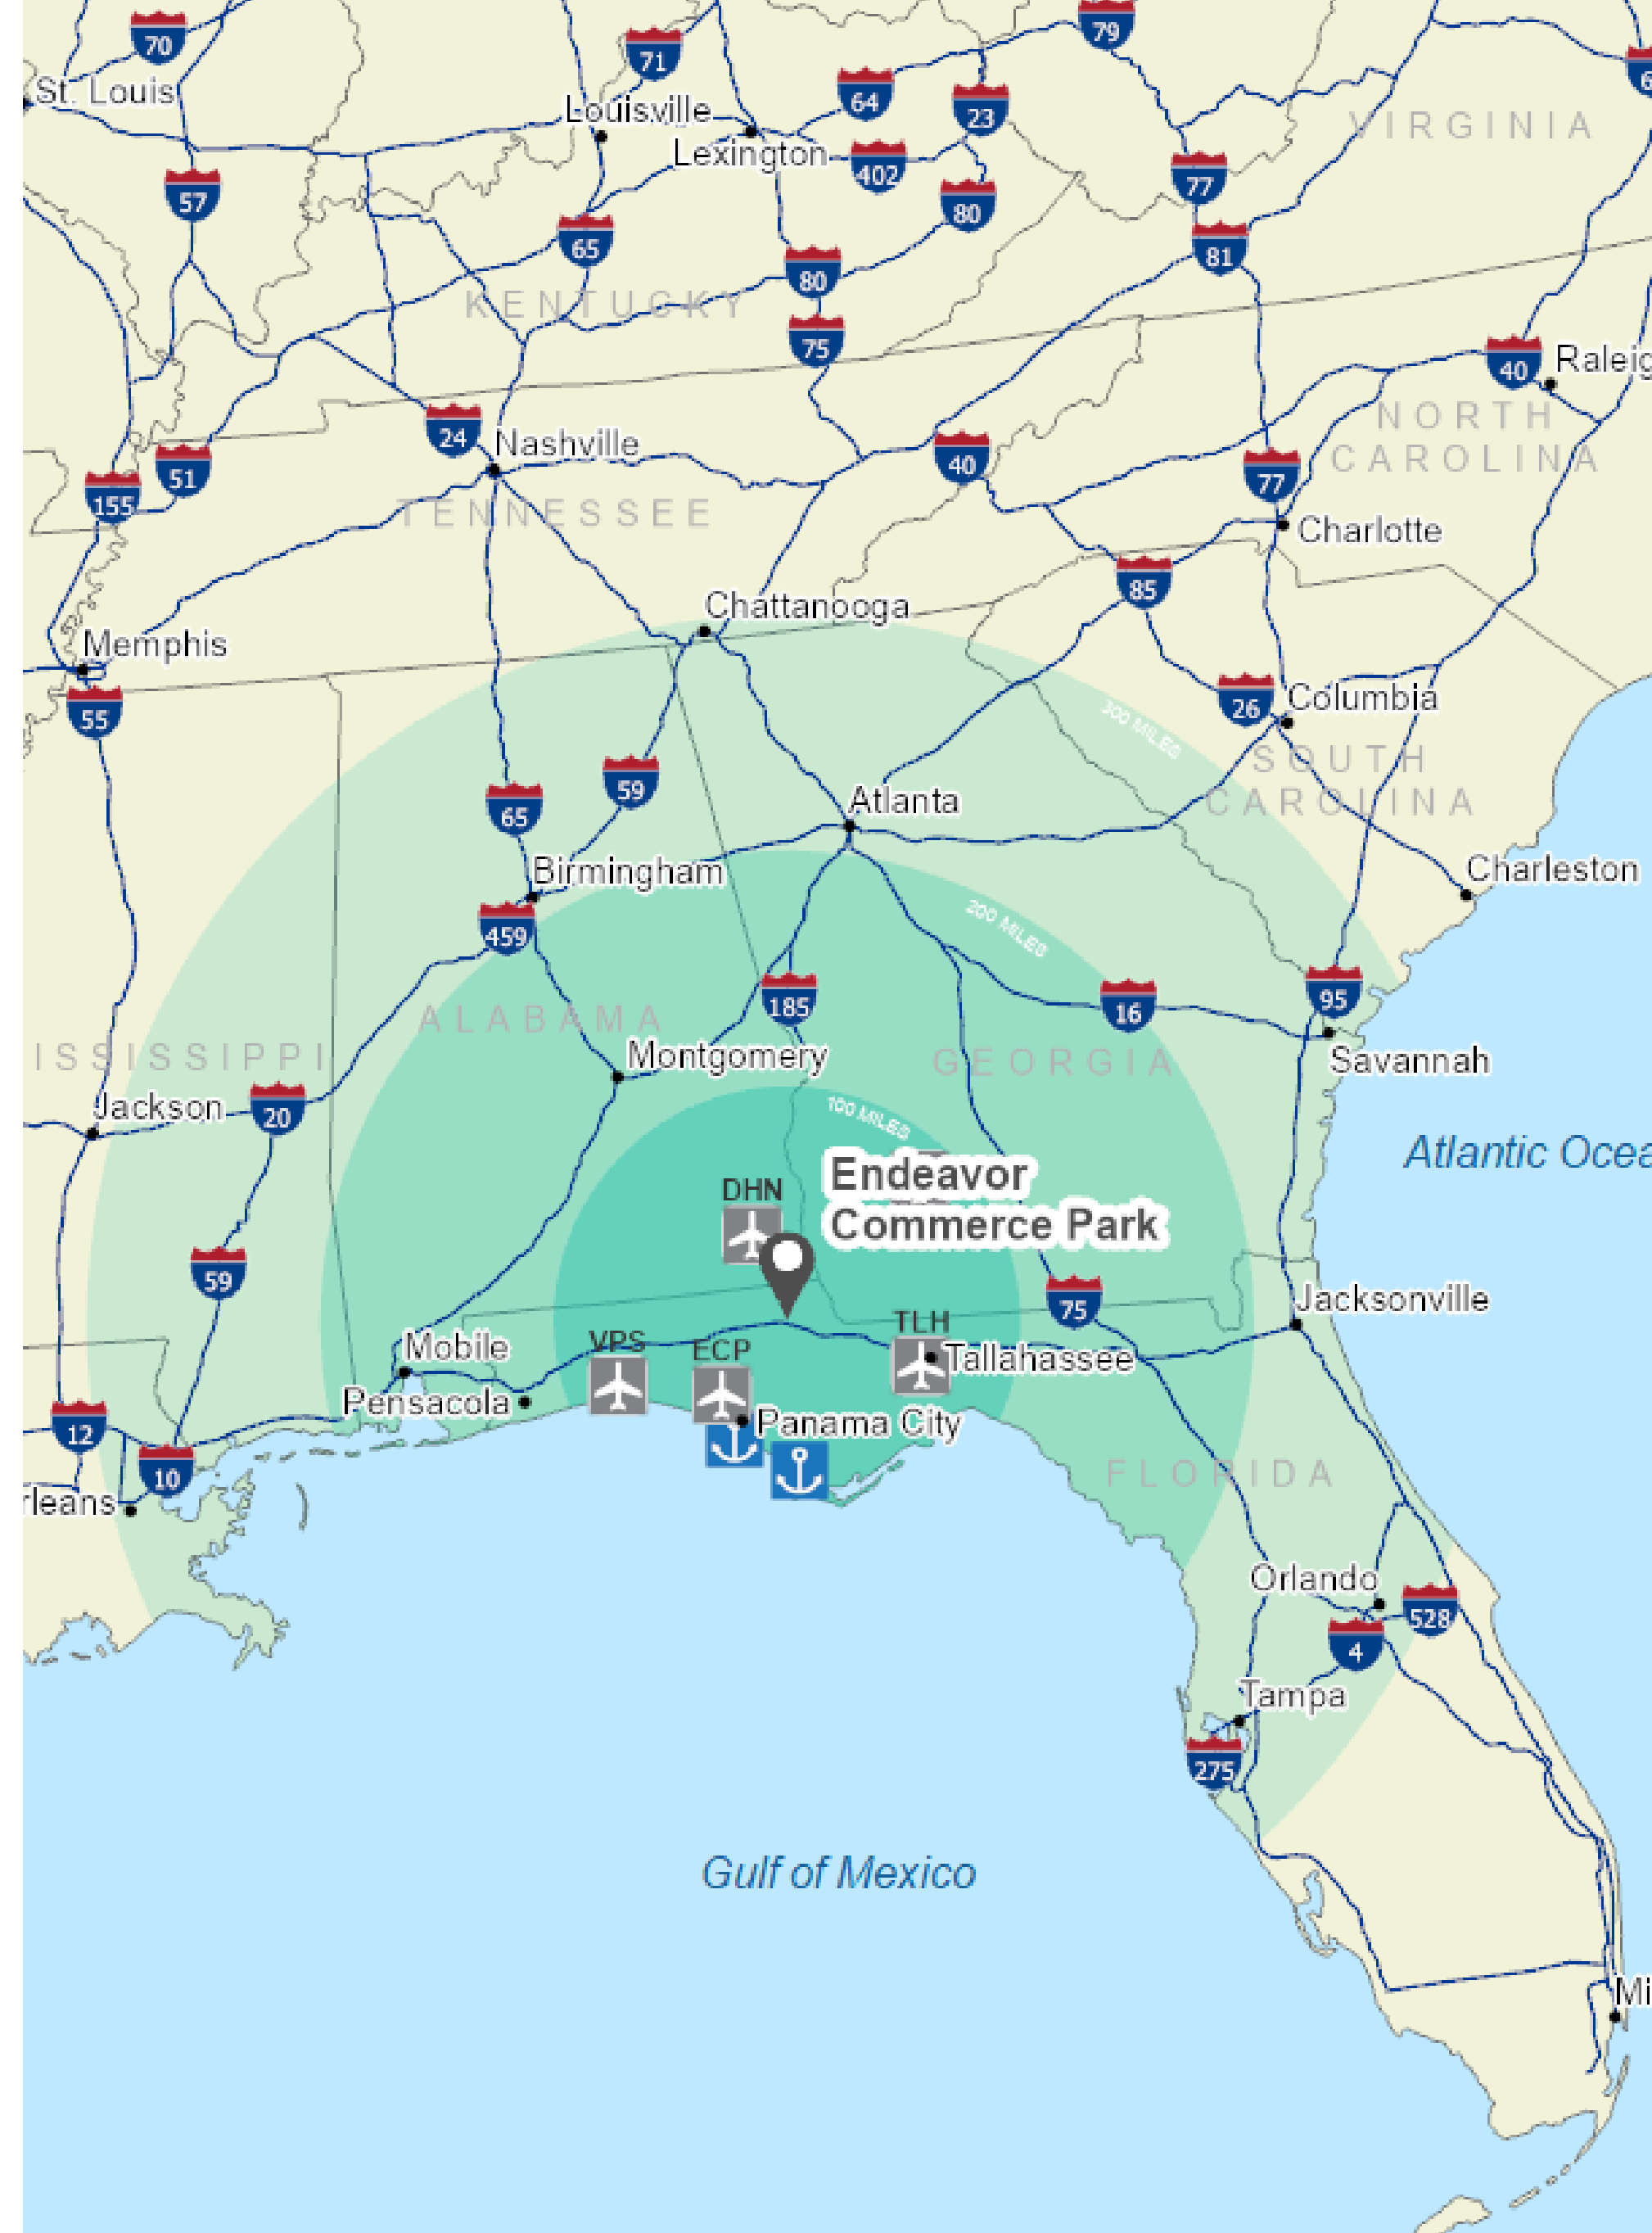 70
71
79
64
23
6
St. Louis
Louisville
Lexington
402
VIRGINIA
57
77
80
65
81
80
KENTUCKY
75
40
Raleig
24
NORTH
CAROLINA
Nashville
51
40
77
155
TENNESSEE
Charlotte
85
Chattanooga
Memphis
55
26
Columbia
300 MILES
SOUTH
CAROLINA
59
65
Atlanta
Birmingham
Charleston
459
200 MILES
185
95
16
ALABAMA
ISSISSIPPI
Montgomery
GEORGIA
Savannah
Jackson
20
100 MILES
Atlantic Ocea
Endeavor
Commerce Park
DHN
59
75
Jacksonville
TLH
VPS
ECP
Mobile
Tallahassee
Pensacola
Panama City
12
10
FLORIDA
rleans
Orlando
528
4
Tampa
275
Gulf of Mexico
Mi